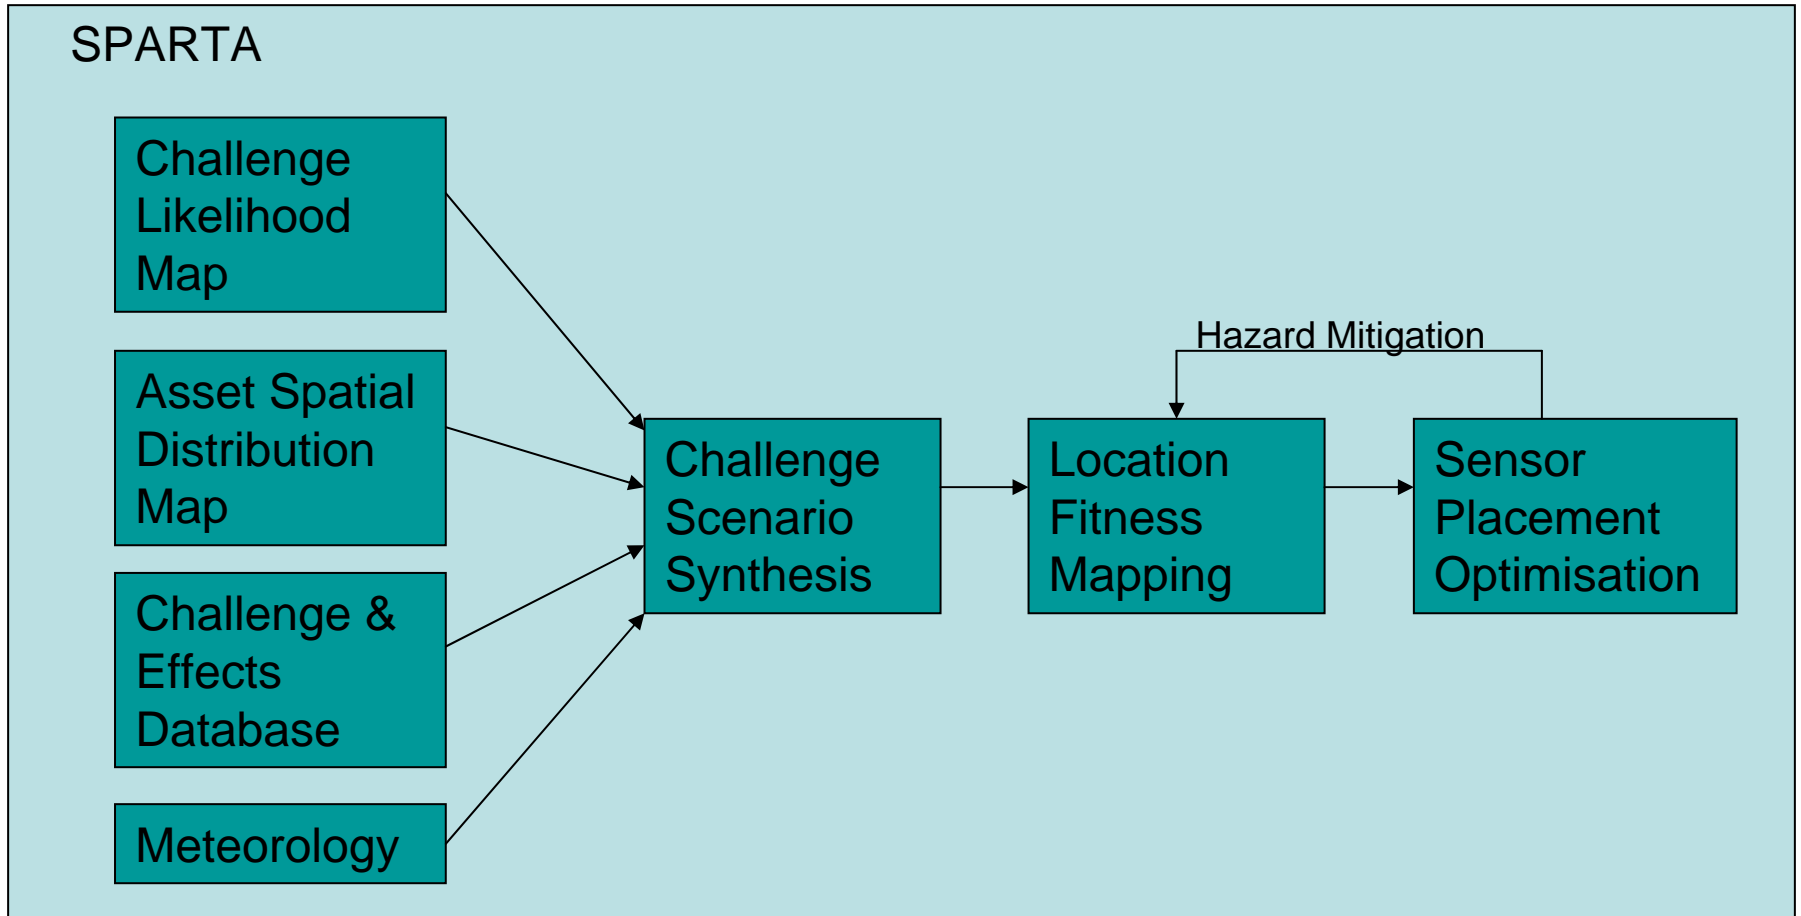 SPARTA
Challenge
Likelihood
Map
Asset Spatial
Distribution
Map
Challenge &
Effects
Database
Meteorology
Challenge
Scenario
Synthesis
Hazard Mitigation
Location
Fitness
Mapping
Sensor
Placement
Optimisation